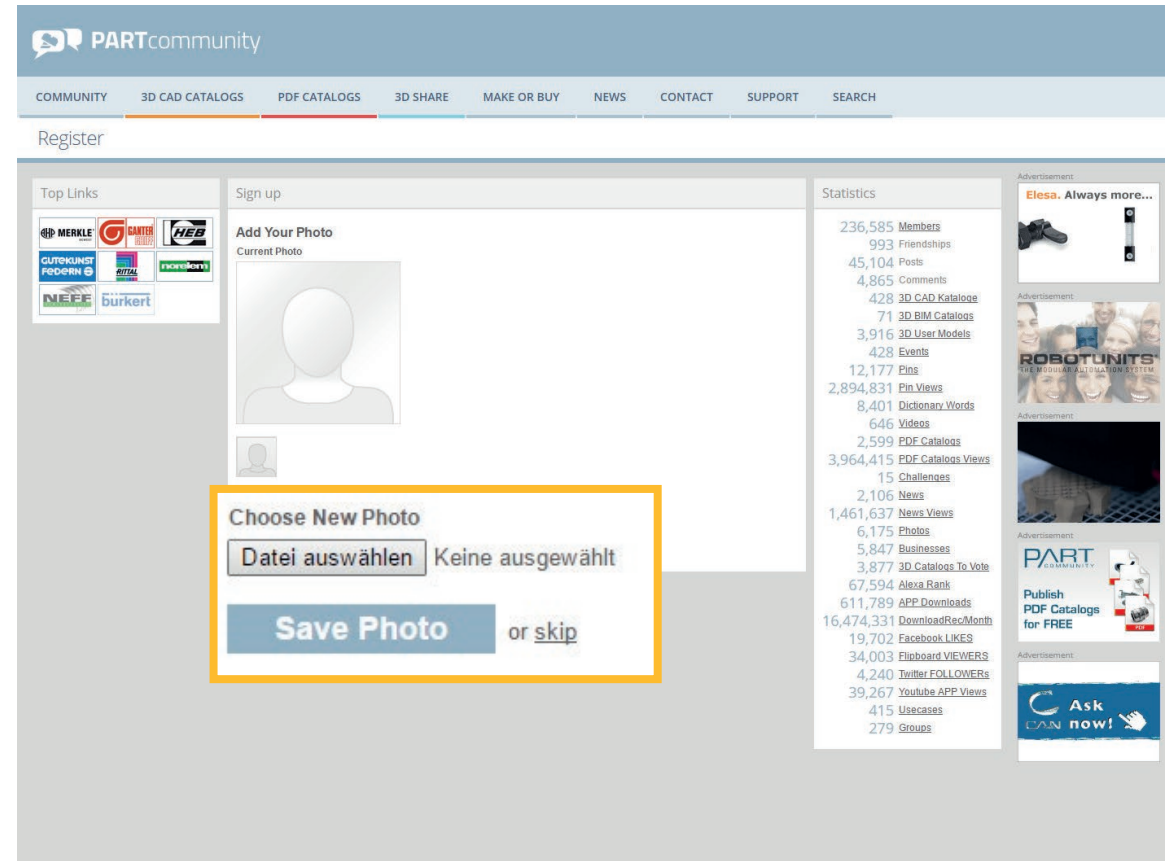 PARTcommunity
COMMUNITY 3D CAD CATALOGS PDF CATALOGS 3D SHARE MAKE OR BUY NEWS CONTACT SUPPORT SEARCH
Register
Top Links
MERKLE GANTER HEB
GUTEKUNST
FEDERN RITTAL norelem
NEFF bürkert
Sign up
Add Your Photo
Current Photo
Choose New Photo
Datei auswählen Keine ausgewählt
Save Photo or skip
Statistics
236,585 Members
993 Friendships
45,104 Posts
4,865 Comments
428 3D CAD Kataloge
71 3D BIM Catalogs
3,916 3D User Models
428 Events
12,177 Pins
2,894,831 Pin Views
8,401 Dictionary Words
646 Videos
2,599 PDF Catalogs
3,964,415 PDF Catalogs Views
15 Challenges
2,106 News
1,461,637 News Views
6,175 Photos
5,847 Businesses
3,877 3D Catalogs To Vote
67,594 Alexa Rank
611,789 APP Downloads
16,474,331 DownloadRec/Month
19,702 Facebook LIKES
34,003 Flipboard VIEWERS
4,240 Twitter FOLLOWERs
39,267 Youtube APP Views
415 Usecases
279 Groups
Advertisement
Elesa. Always more...
Advertisement
ROBOTUNITS
THE MODULAR AUTOMATION SYSTEM
Advertisement
Advertisement
PART
COMMUNITY
Publish
PDF Catalogs
for FREE
PDF
Advertisement
Ask
CAN now!